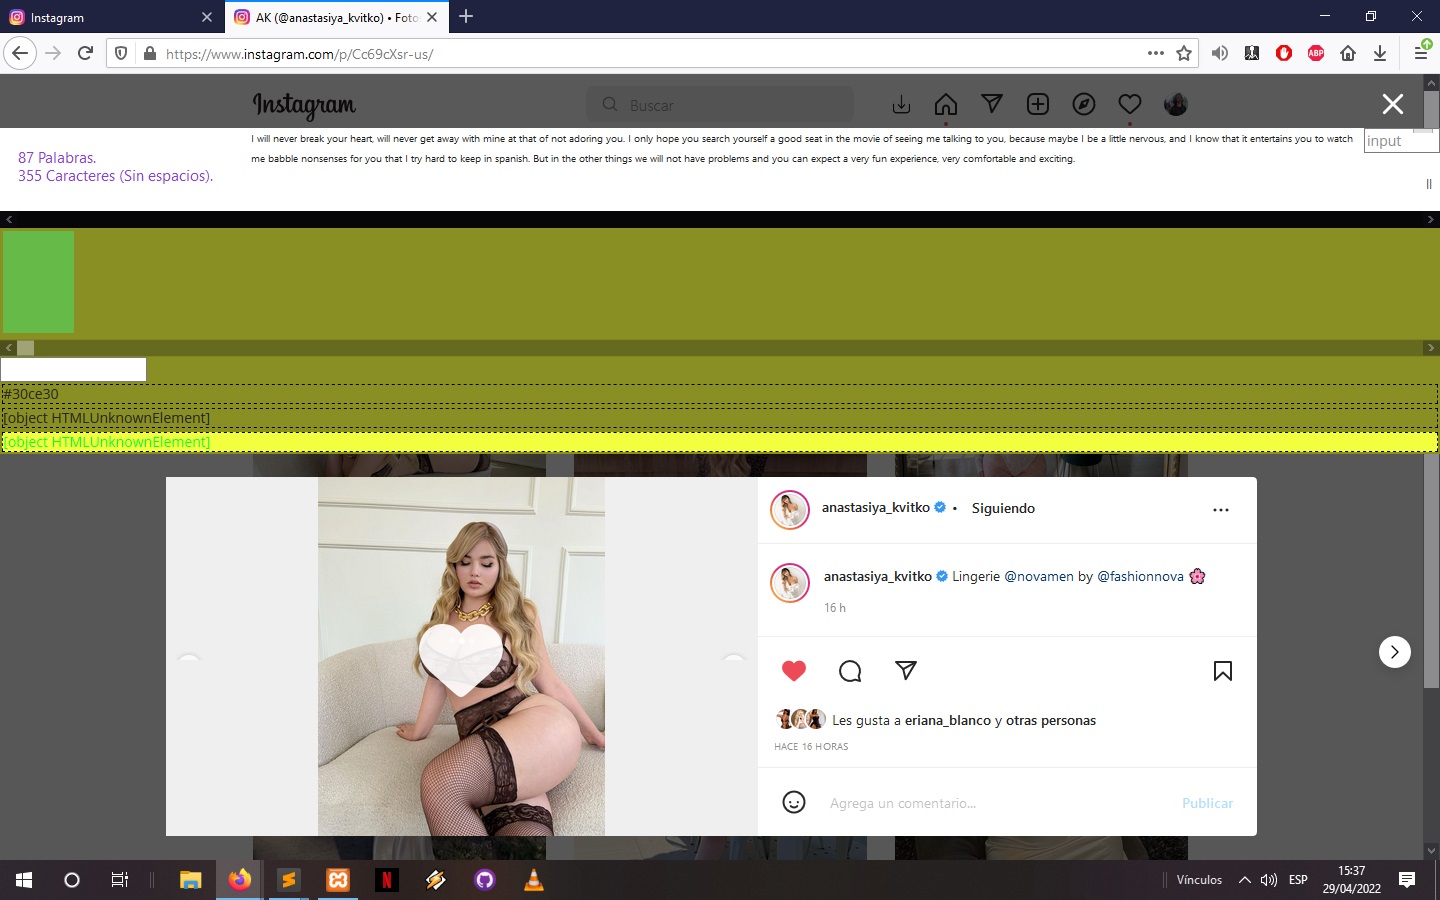 Instagram
AK (@anastasiya_kvitko) • Foto
https://www.instagram.com/p/Cc69cXsr-us/
ABP
Instagram
Buscar
I will never break your heart, will never get away with mine at that of not adoring you. I only hope you search yourself a good seat in the movie of seeing me talking to you, because maybe I be a little nervous, and I know that it entertains you to watch
me babble nonsenses for you that I try hard to keep in spanish. But in the other things we will not have problems and you can expect a very fun experience, very comfortable and exciting.
87 Palabras.
355 Caracteres (Sin espacios).
input
||
#30ce30
[object HTMLUnknownElement]
[object HTMLUnknownElement]
anastasiya_kvitko • Siguiendo
anastasiya_kvitko Lingerie @novamen by @fashionnova 🌸
16 h
Les gusta a eriana_blanco y otras personas
HACE 16 HORAS
Agrega un comentario...
Publicar
N
Vínculos
ESP
15:37
29/04/2022